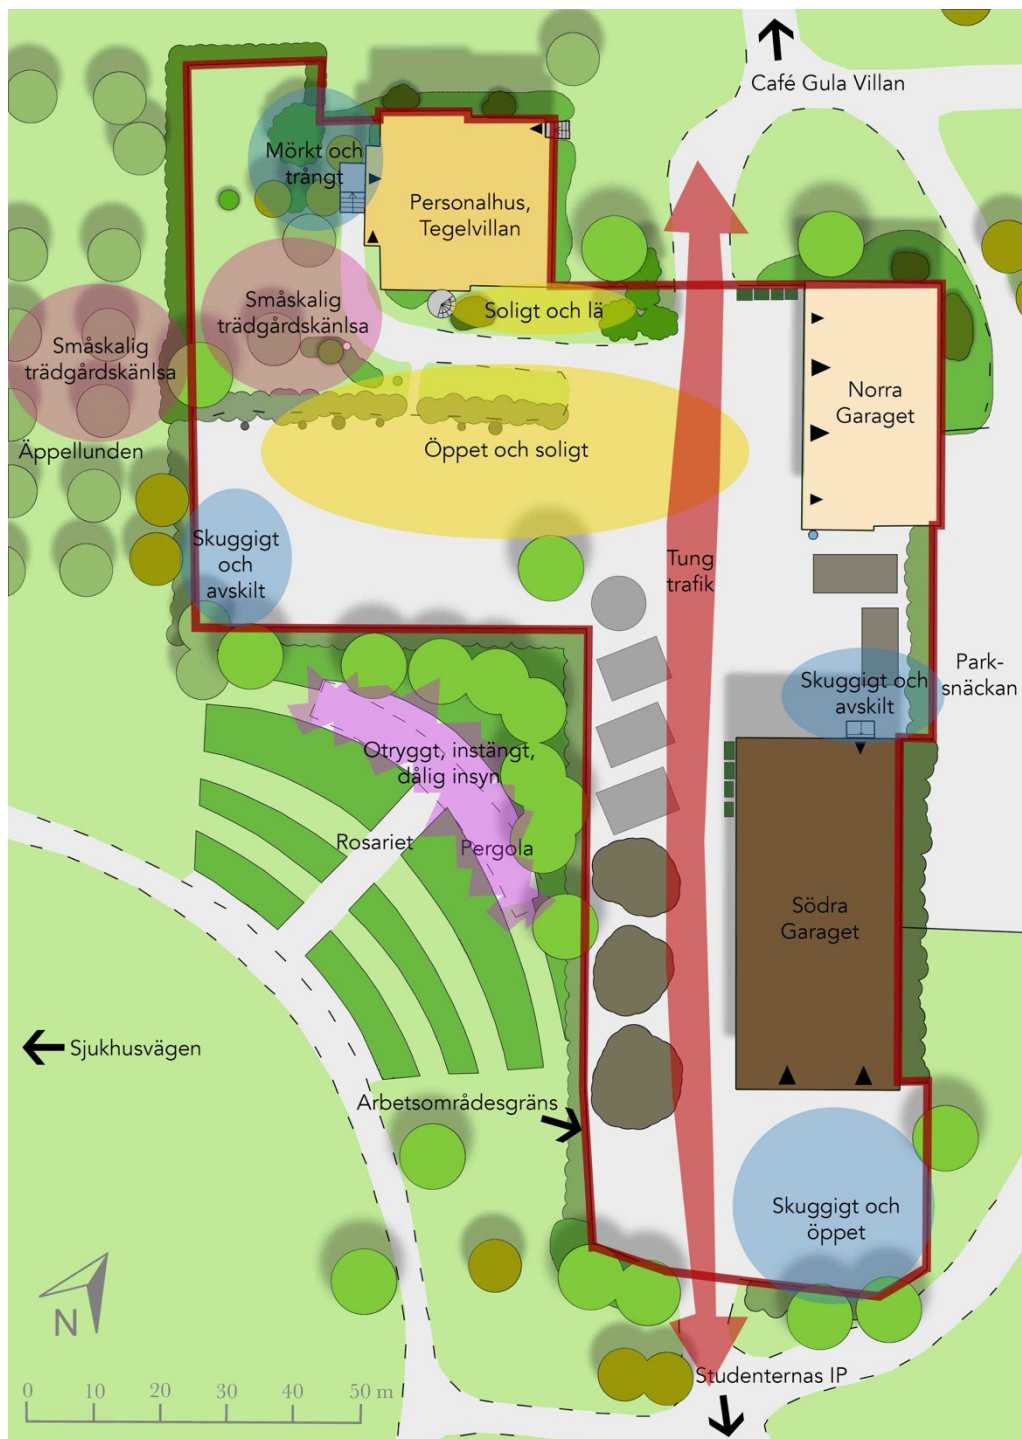 Café Gula Villan
Mörkt och
trångt
Personalhus,
Tegelvillan
Småskalig
trädgårdskänlsa
Soligt och lä
Småskalig
trädgårdskänlsa
Norra
Garaget
Äppellunden
Öppet och soligt
Skuggigt
och
avskilt
Tung
trafik
Park-
snäckan
Skuggigt och
avskilt
Otryggt, instängt,
dålig insyn
Rosariet
Pergola
Södra
Garaget
Sjukhusvägen
Arbetsområdesgräns
Skuggigt och
öppet
N
Studenternas IP
0 10 20 30 40 50 m